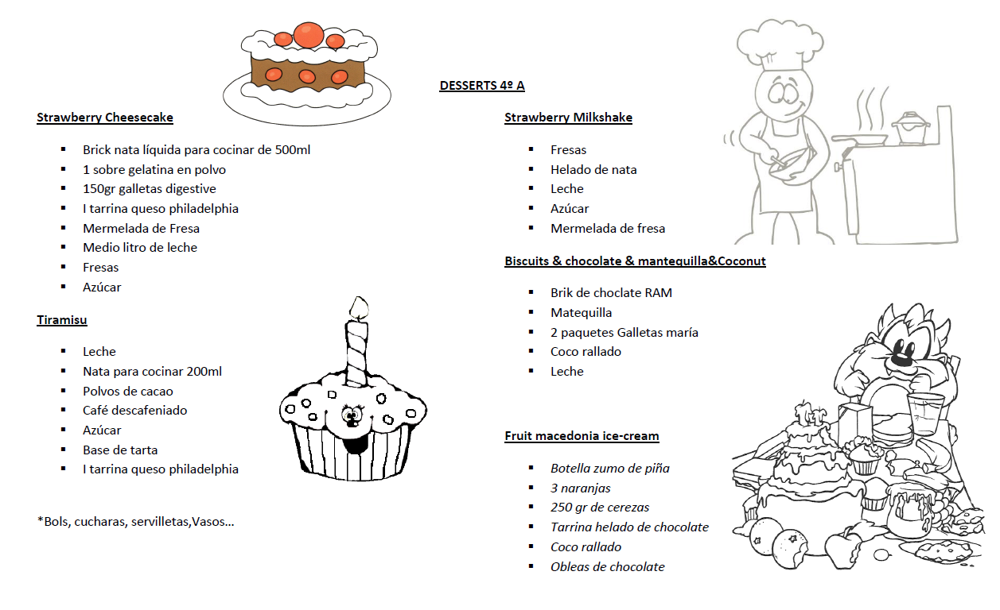 DESSERTS 4º A
Strawberry Cheesecake
▪ Brick nata líquida para cocinar de 500ml
▪ 1 sobre gelatina en polvo
▪ 150gr galletas digestive
▪ I tarrina queso philadelphia
▪ Mermelada de Fresa
▪ Medio litro de leche
▪ Fresas
▪ Azúcar
Tiramisu
▪ Leche
▪ Nata para cocinar 200ml
▪ Polvos de cacao
▪ Café descafeniado
▪ Azúcar
▪ Base de tarta
▪ I tarrina queso philadelphia
*Bols, cucharas, servilletas,Vasos...
Strawberry Milkshake
▪ Fresas
▪ Helado de nata
▪ Leche
▪ Azúcar
▪ Mermelada de fresa
Biscuits & chocolate & mantequilla&Coconut
▪ Brik de choclate RAM
▪ Matequilla
▪ 2 paquetes Galletas maría
▪ Coco rallado
▪ Leche
Fruit macedonia ice-cream
▪ Botella zumo de piña
▪ 3 naranjas
▪ 250 gr de cerezas
▪ Tarrina helado de chocolate
▪ Coco rallado
▪ Obleas de chocolate